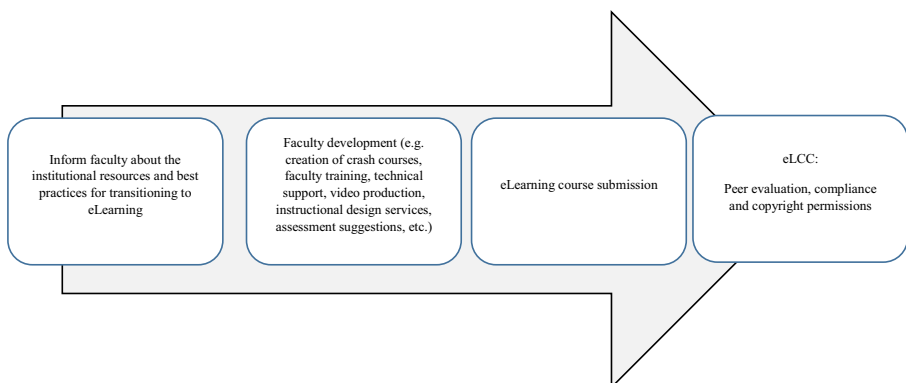 Inform faculty about the
institutional resources and best
practices for transitioning to
eLearning
Faculty development (e.g.
creation of crash courses,
faculty training, technical
support, video production,
instructional design services,
assessment suggestions, etc.)
eLearning course submission
eLCC:
Peer evaluation, compliance
and copyright permissions